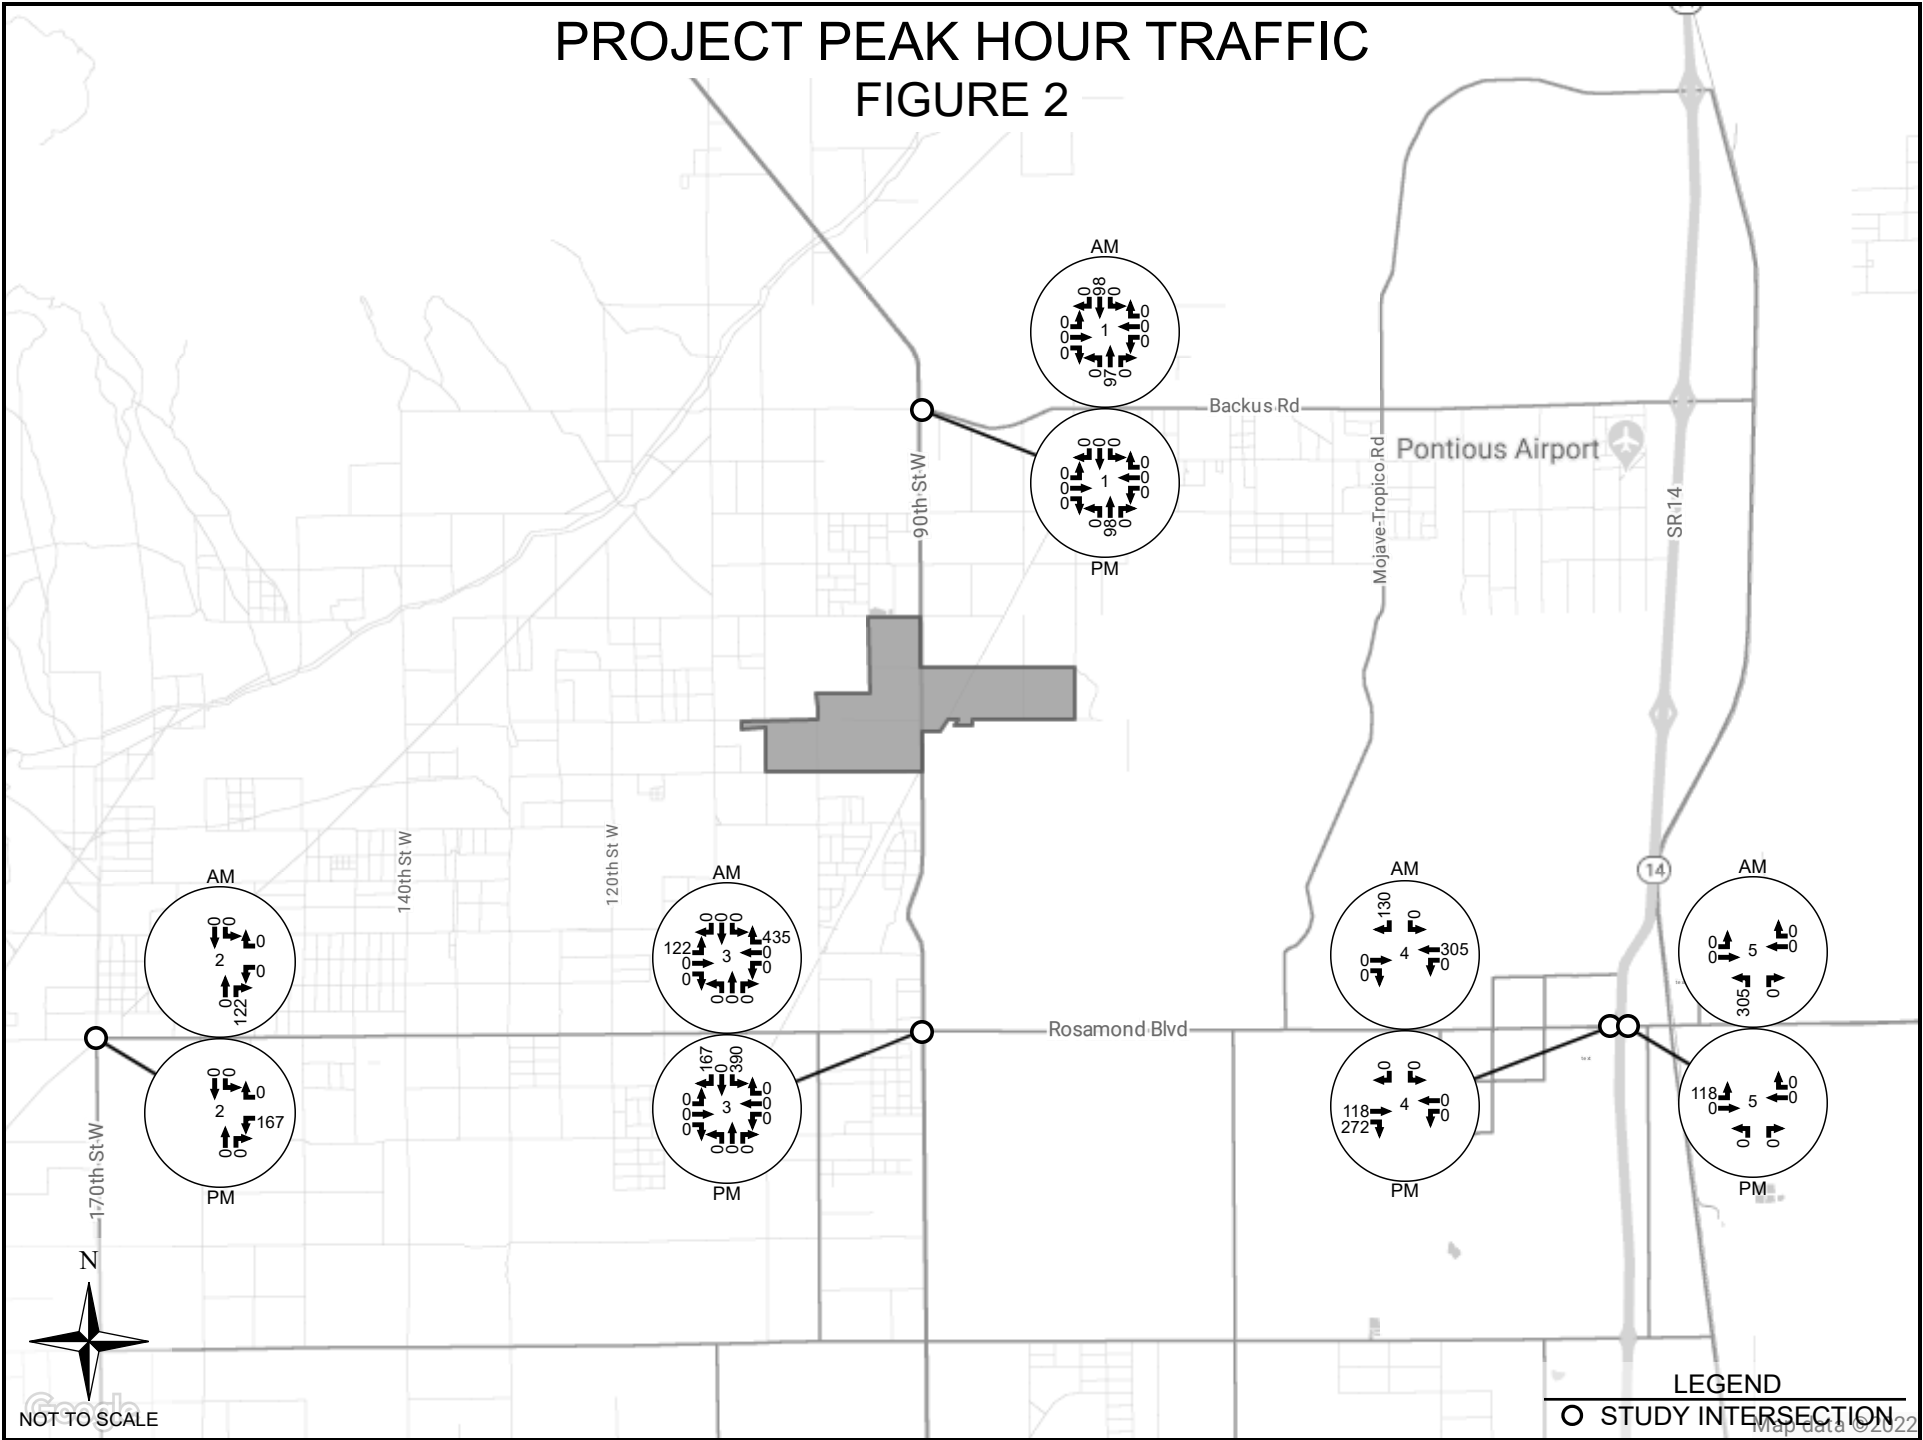 PROJECT PEAK HOUR TRAFFIC
FIGURE 2
AM
0 98 0
0 0
0 1 0
0 0
0 97 0
Backus Rd
0 0 0
0 0
0 1 0
0 0
0 98 0
PM
90th St W
Mojave-Tropico Rd
Pontious Airport
SR 14
140th St W
120th St W
14
AM
0 0
0
2
0
0 122
AM
0 0 0
122 435
0 3 0
0 0
0 0 0
AM
130 0
4 305
0 0
0
AM
0 0
0 5 0
305 0
Rosamond Blvd
0 0
0
2
167
0 0
PM
167 0 390
0 0
0 3 0
0 0
0 0 0
PM
0 0
4 0
118 0
272
PM
118 0
0 5 0
0 0
PM
170th St W
N
Google
NOT TO SCALE
LEGEND
STUDY INTERSECTION
Map data ©2022